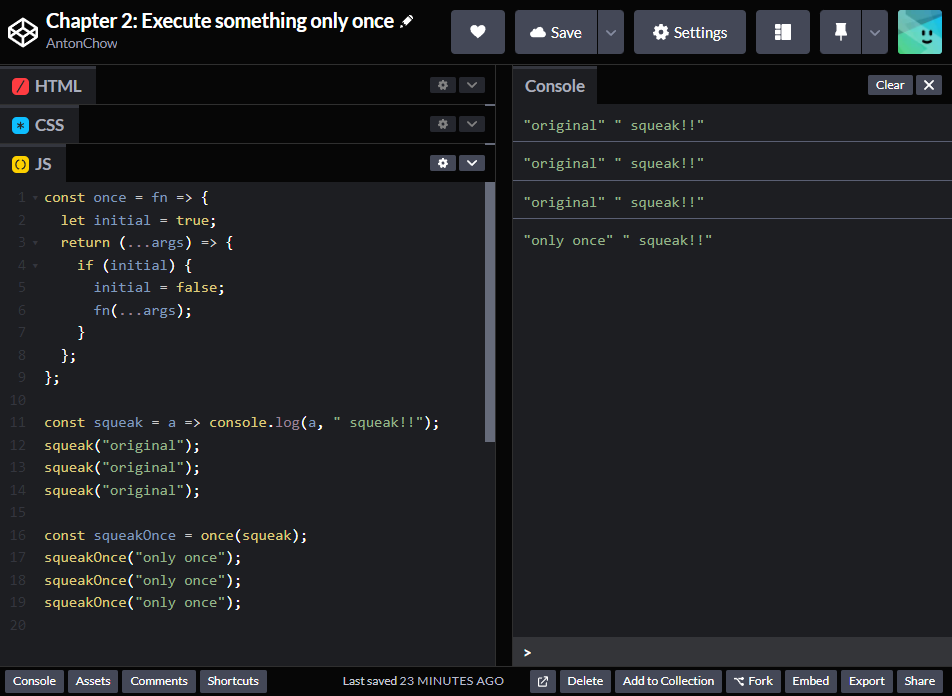 Chapter 2: Execute something only once
AntonChow
Save
Settings
HTML
CSS
JS
1 const once = fn => {
2   let initial = true;
3   return (...args) => {
4     if (initial) {
5       initial = false;
6       fn(...args);
7     }
8   };
9 };
10
11 const squeak = a => console.log(a, " squeak!!");
12 squeak("original");
13 squeak("original");
14 squeak("original");
15
16 const squeakOnce = once(squeak);
17 squeakOnce("only once");
18 squeakOnce("only once");
19 squeakOnce("only once");
20
Console
Clear
"original" " squeak!!"
"original" " squeak!!"
"original" " squeak!!"
"only once" " squeak!!"
>
Console Assets Comments Shortcuts Last saved 23 MINUTES AGO Delete Add to Collection Fork Embed Export Share